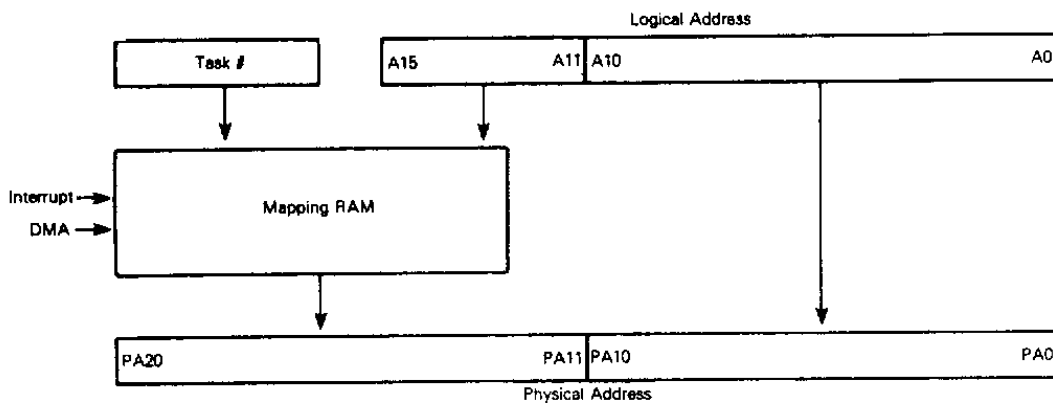 Logical Address
Task # A15 A11 A10 A0
Interrupt
Mapping RAM
DMA
PA20 PA11 PA10 PA0
Physical Address